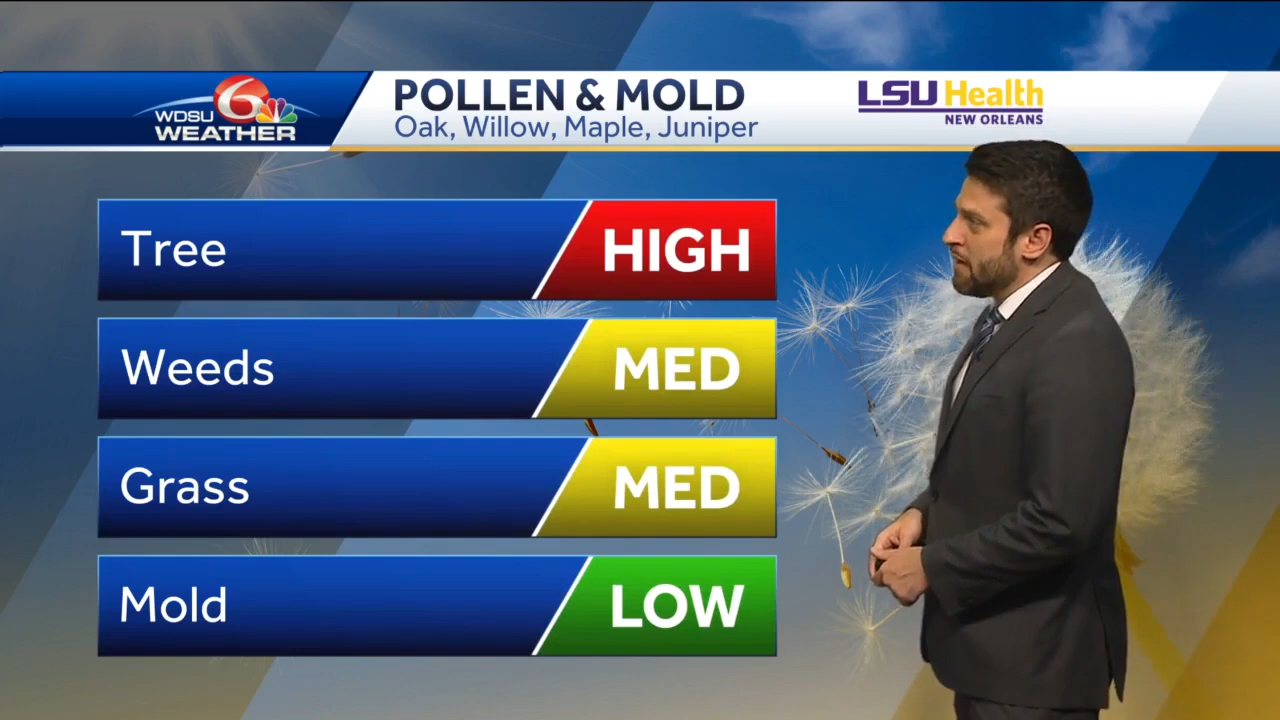 WDSU 6
WEATHER
POLLEN & MOLD
Oak, Willow, Maple, Juniper
LSU Health
NEW ORLEANS
Tree HIGH
Weeds MED
Grass MED
Mold LOW